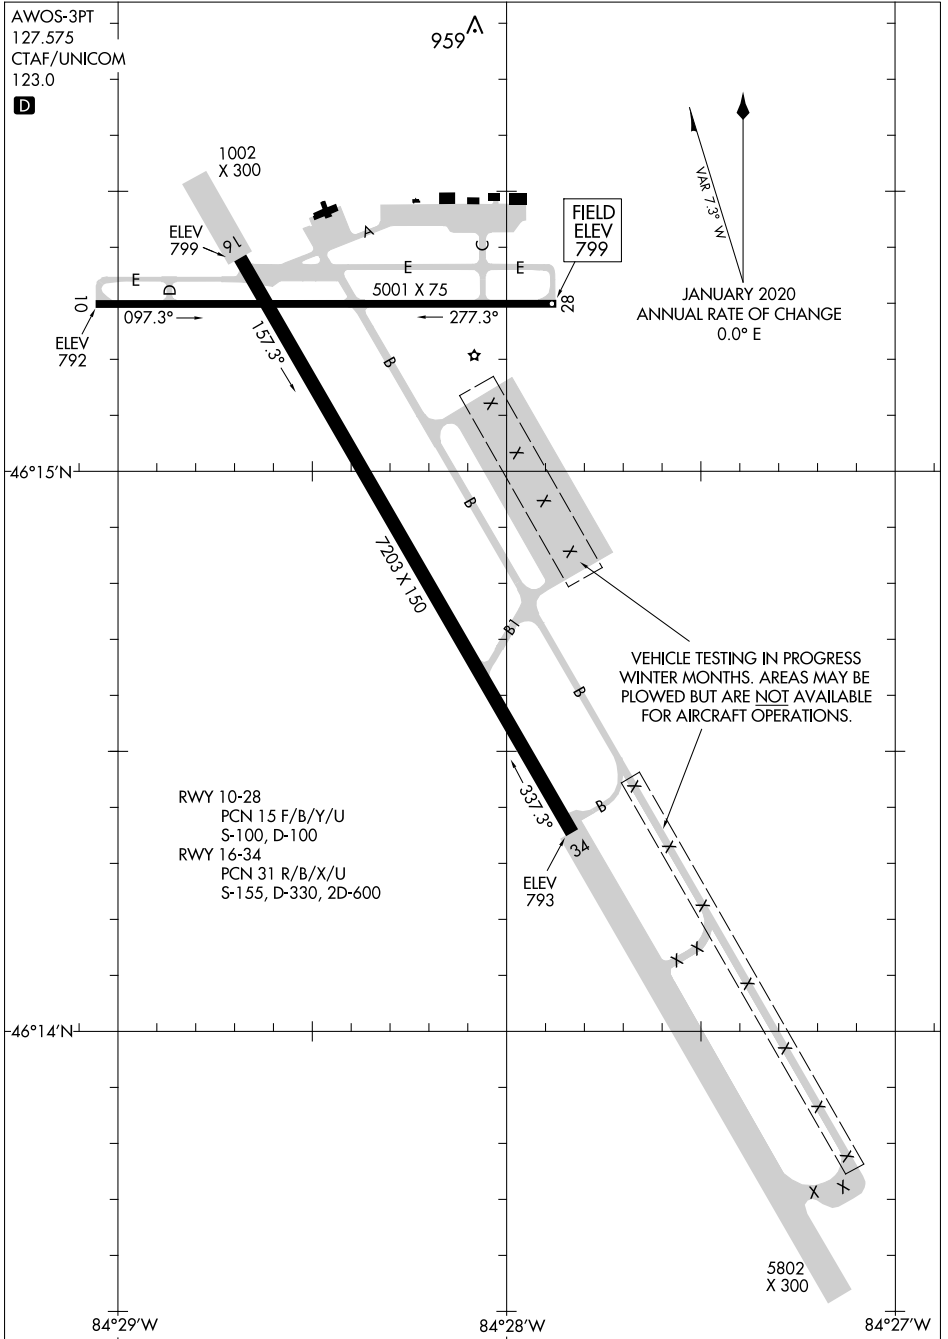 AWOS-3PT
127.575
CTAF/UNICOM
123.0
D
959
1002
X 300
VAR 7.3° W
JANUARY 2020
ANNUAL RATE OF CHANGE
0.0° E
FIELD
ELEV
799
ELEV
799
16
A
C
E
E
E
D
10
5001 X 75
28
097.3°
277.3°
ELEV
792
157.3°
B
46°15'N
B
7203 X 150
B1
VEHICLE TESTING IN PROGRESS
WINTER MONTHS. AREAS MAY BE
PLOWED BUT ARE NOT AVAILABLE
FOR AIRCRAFT OPERATIONS.
B
X
X
X
X
RWY 10-28
PCN 15 F/B/Y/U
S-100, D-100
RWY 16-34
PCN 31 R/B/X/U
S-155, D-330, 2D-600
337.3°
B
34
ELEV
793
X
X
X
X
X
X
X
X
X
X
X
46°14'N
5802
X 300
84°29'W
84°28'W
84°27'W